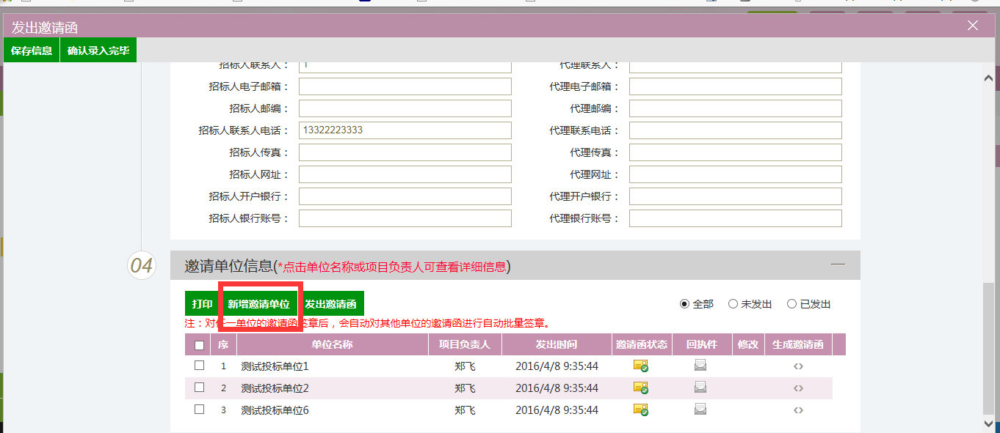 发出邀请函
保存信息 确认录入完毕
招标人联系人： 1 代理联系人：
招标人电子邮箱： 代理电子邮箱：
招标人邮编： 代理邮编：
招标人联系人电话： 13322223333 代理联系电话：
招标人传真： 代理传真：
招标人网址： 代理网址：
招标人开户银行： 代理开户银行：
招标人银行账号： 代理银行账号：
04 邀请单位信息(*点击单位名称或项目负责人可查看详细信息)
打印 新增邀请单位 发出邀请函 全部 未发出 已发出
注：对任一单位的邀请函签章后，会自动对其他单位的邀请函进行自动批量签章。
序 单位名称 项目负责人 发出时间 邀请函状态 回执件 修改 生成邀请函
1 测试投标单位1 郑飞 2016/4/8 9:35:44
2 测试投标单位2 郑飞 2016/4/8 9:35:44
3 测试投标单位6 郑飞 2016/4/8 9:35:44